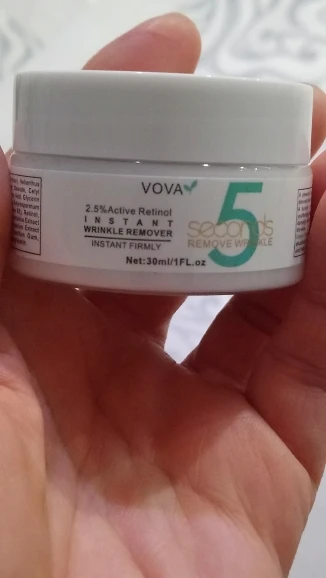 VOVA
2.5%Active Retinol
INSTANT
WRINKLE REMOVER
INSTANT FIRMLY
Net:30ml/1FL.oz
5
seconds
REMOVE WRINKLE